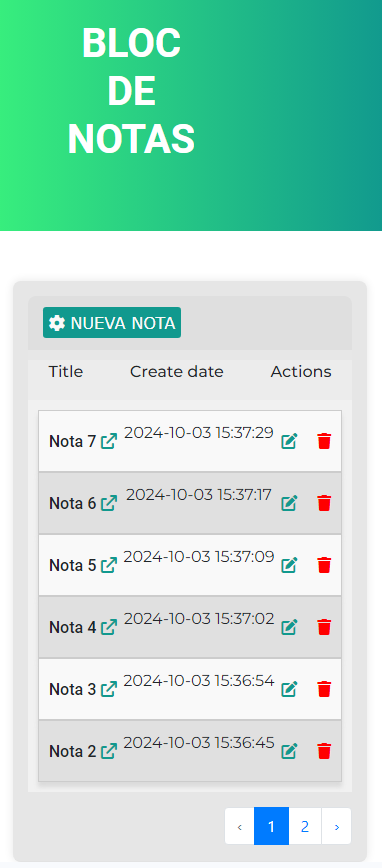 BLOC
DE
NOTAS
NUEVA NOTA
Title Create date Actions
Nota 7 2024-10-03 15:37:29
Nota 6 2024-10-03 15:37:17
Nota 5 2024-10-03 15:37:09
Nota 4 2024-10-03 15:37:02
Nota 3 2024-10-03 15:36:54
Nota 2 2024-10-03 15:36:45
‹ 1 2 ›